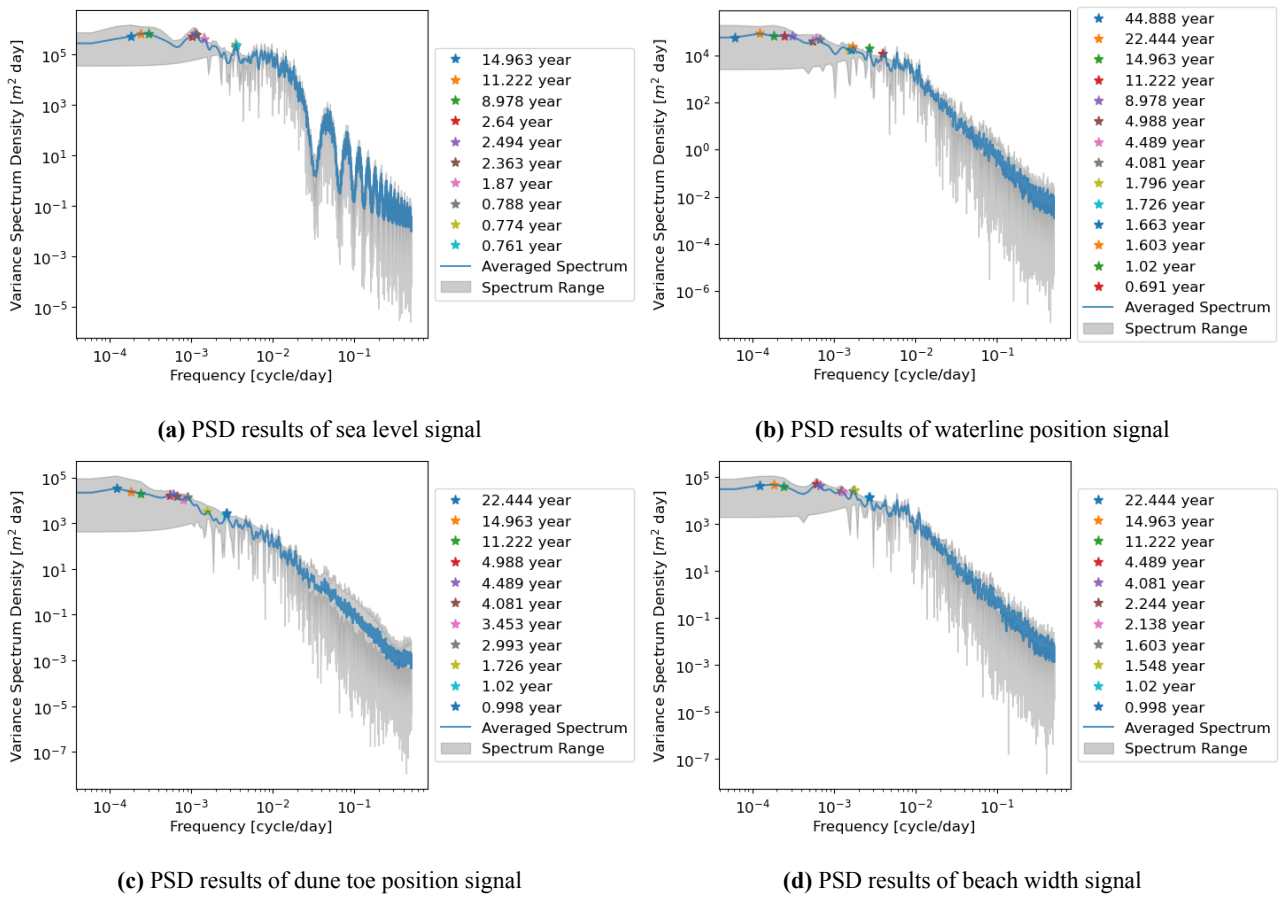 10^5
10^3
10^1
10^-1
10^-3
10^-5
Variance Spectrum Density [m^2 day]
10^-4
10^-3
10^-2
10^-1
Frequency [cycle/day]
14.963 year
11.222 year
8.978 year
2.64 year
2.494 year
2.363 year
1.87 year
0.788 year
0.774 year
0.761 year
Averaged Spectrum
Spectrum Range
(a) PSD results of sea level signal
10^4
10^2
10^0
10^-2
10^-4
10^-6
Variance Spectrum Density [m^2 day]
10^-4
10^-3
10^-2
10^-1
Frequency [cycle/day]
44.888 year
22.444 year
14.963 year
11.222 year
8.978 year
4.988 year
4.489 year
4.081 year
1.796 year
1.726 year
1.663 year
1.603 year
1.02 year
0.691 year
Averaged Spectrum
Spectrum Range
(b) PSD results of waterline position signal
10^5
10^3
10^1
10^-1
10^-3
10^-5
10^-7
Variance Spectrum Density [m^2 day]
10^-4
10^-3
10^-2
10^-1
Frequency [cycle/day]
22.444 year
14.963 year
11.222 year
4.988 year
4.489 year
4.081 year
3.453 year
2.993 year
1.726 year
1.02 year
0.998 year
Averaged Spectrum
Spectrum Range
(c) PSD results of dune toe position signal
10^5
10^3
10^1
10^-1
10^-3
10^-5
10^-7
Variance Spectrum Density [m^2 day]
10^-4
10^-3
10^-2
10^-1
Frequency [cycle/day]
22.444 year
14.963 year
11.222 year
4.489 year
4.081 year
2.244 year
2.138 year
1.603 year
1.548 year
1.02 year
0.998 year
Averaged Spectrum
Spectrum Range
(d) PSD results of beach width signal